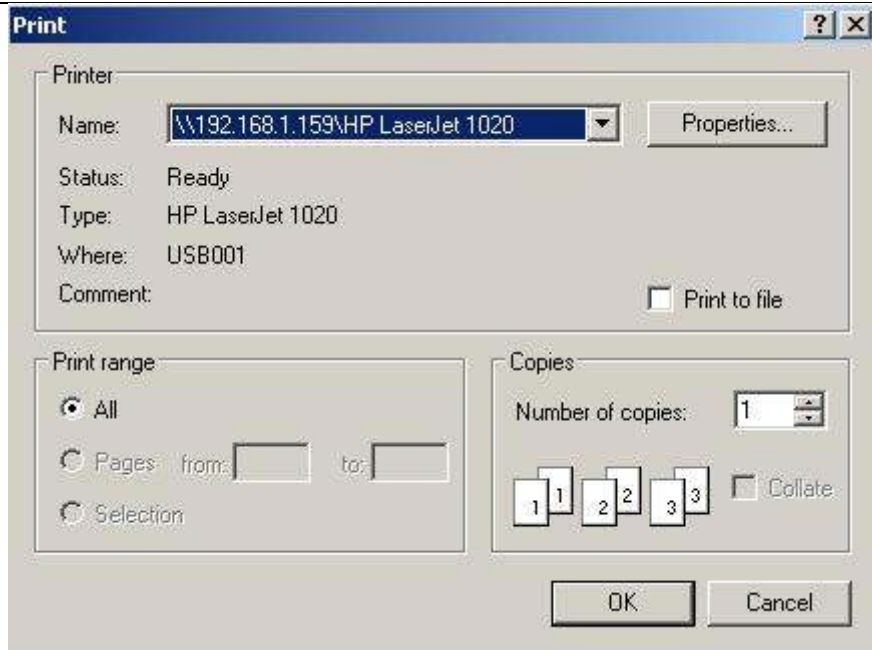 Print
Printer
Name: \\192.168.1.159\HP LaserJet 1020 Properties...
Status: Ready
Type: HP LaserJet 1020
Where: USB001
Comment: Print to file
Print range
All
Pages from: to:
Selection
Copies
Number of copies: 1
1 1 2 2 3 3 Collate
OK Cancel